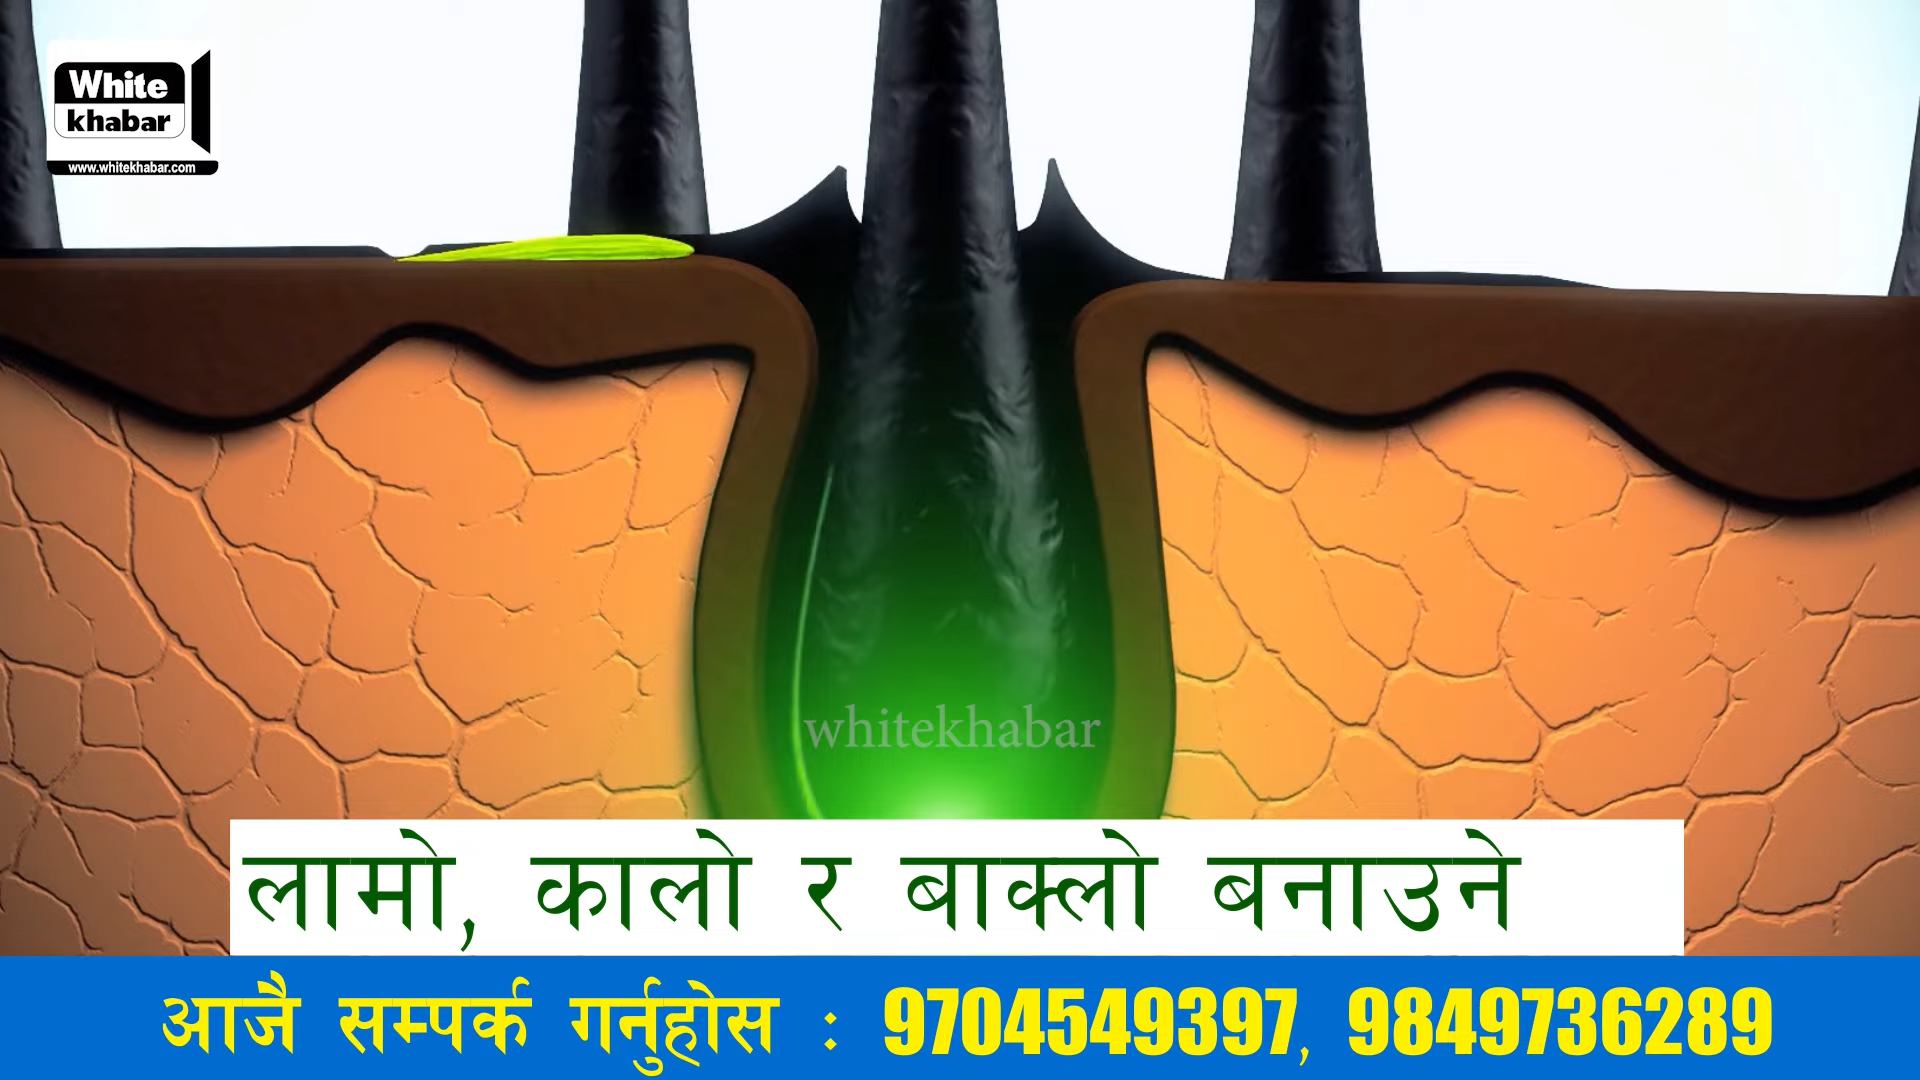 White
khabar
www.whitekhabar.com
whitekhabar
लामो, कालो र बाक्लो बनाउने
आजै सम्पर्क गर्नुहोस : 9704549397, 9849736289